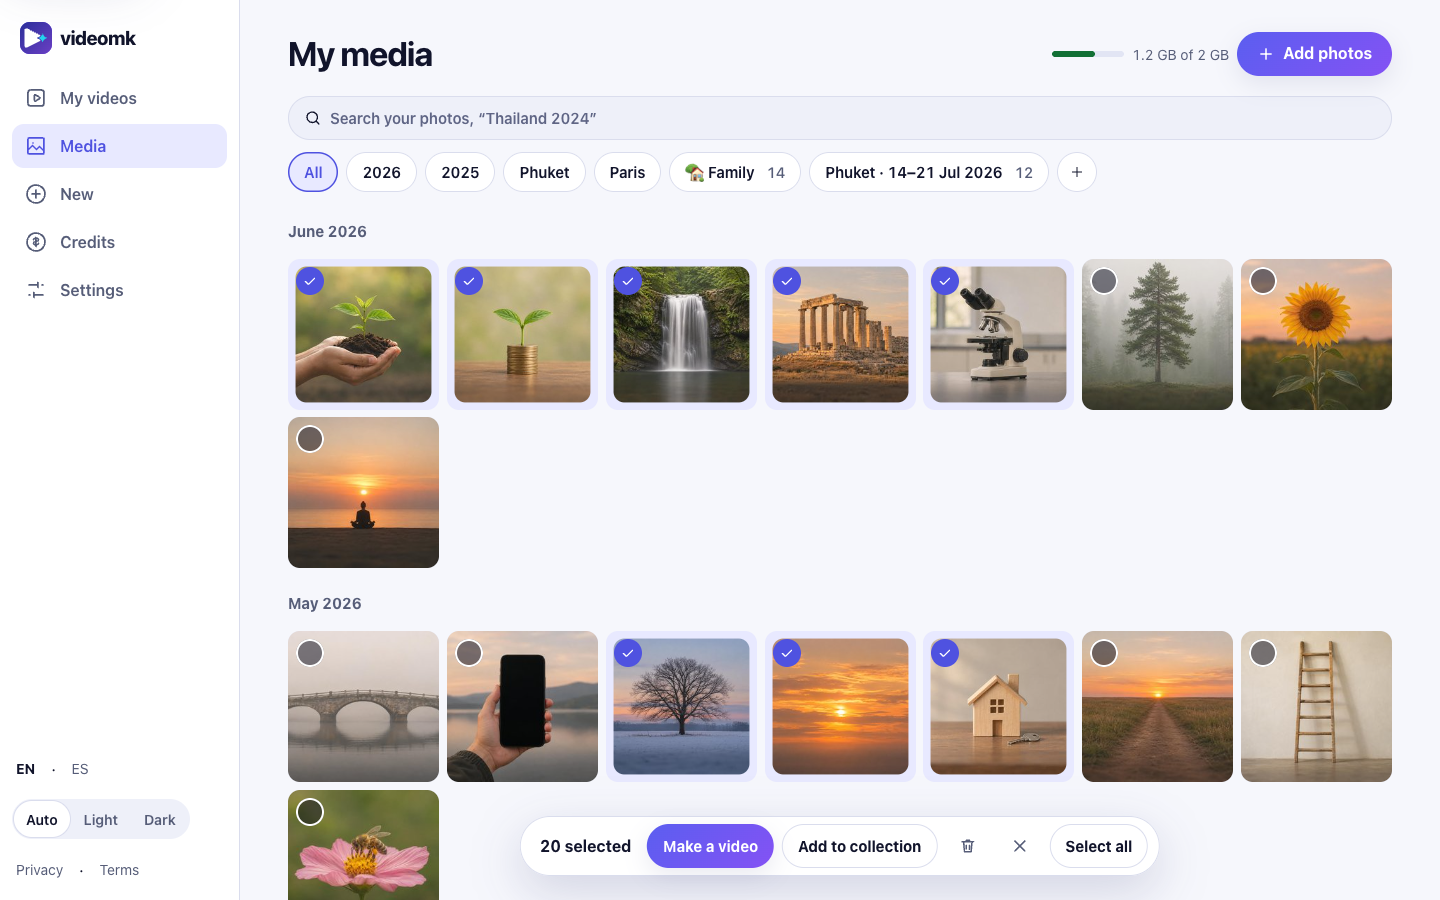 videomk
My videos
Media
New
Credits
Settings
EN · ES
Auto Light Dark
Privacy · Terms
My media
1.2 GB of 2 GB
Add photos
Search your photos, “Thailand 2024”
All 2026 2025 Phuket Paris 🏡 Family 14 Phuket · 14–21 Jul 2026 12 +
June 2026
May 2026
20 selected Make a video Add to collection Select all